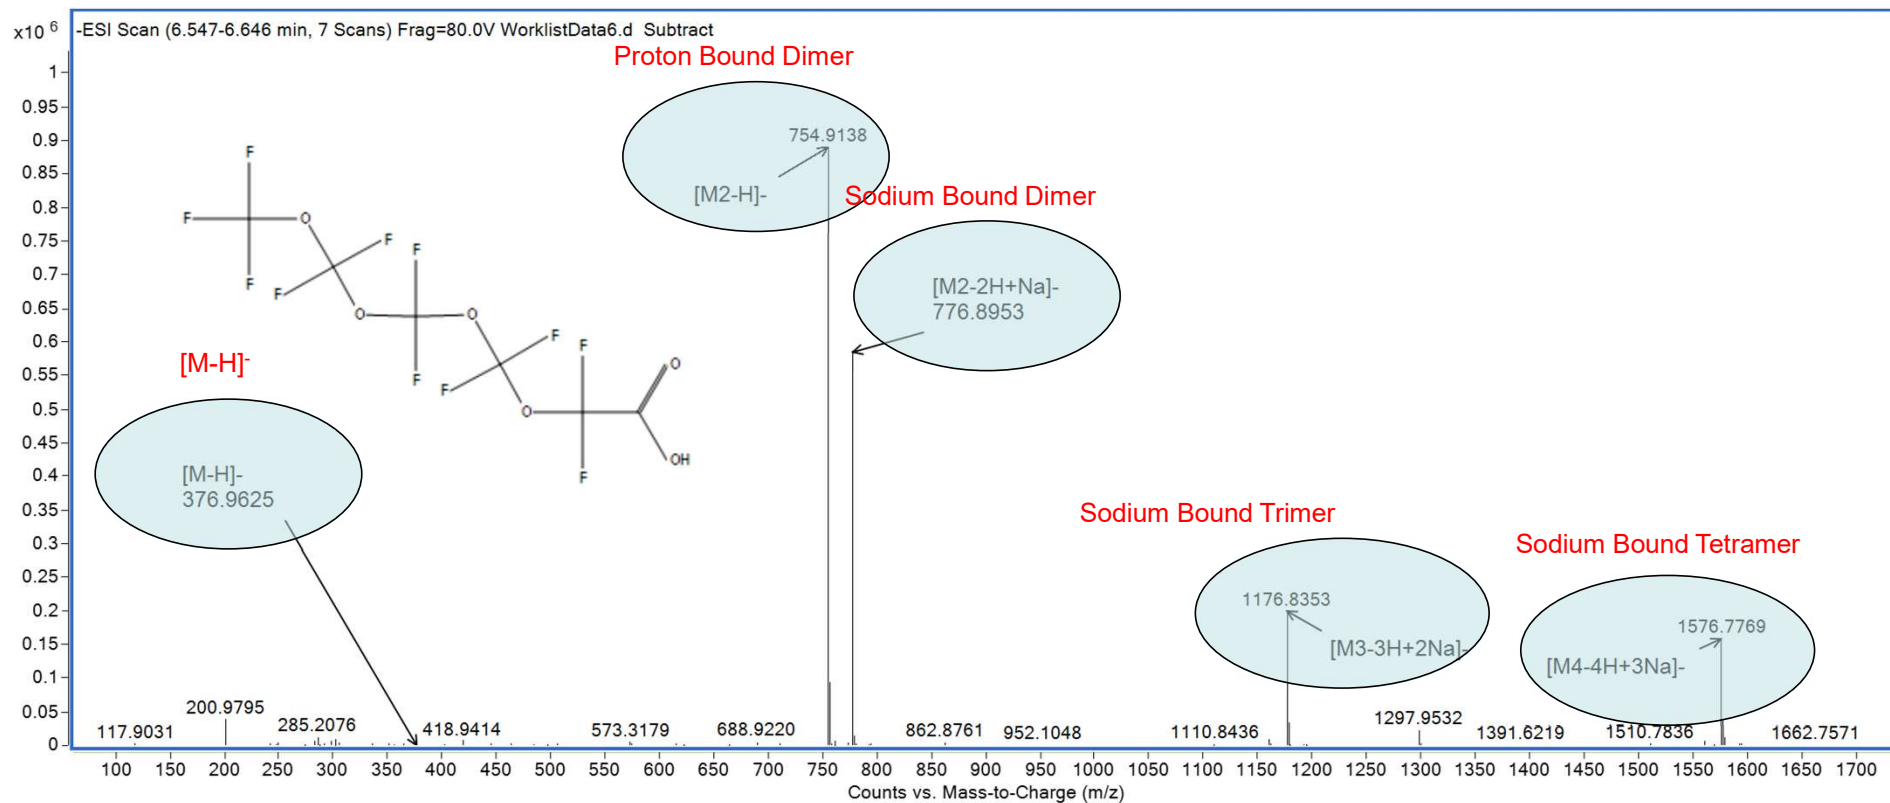 x10 6
-ESI Scan (6.547-6.646 min, 7 Scans) Frag=80.0V WorklistData6.d Subtract
Proton Bound Dimer
1
0.95
0.9
0.85
0.8
0.75
0.7
0.65
0.6
0.55
0.5
0.45
0.4
0.35
0.3
0.25
0.2
0.15
0.1
0.05
0
754.9138
[M2-H]-
Sodium Bound Dimer
[M2-2H+Na]-
776.8953
F
F
O
F
F
F
F
O
O
F
F
F
F
O
F
O
OH
F
[M-H]-
[M-H]-
376.9625
Sodium Bound Trimer
1176.8353
[M3-3H+2Na]-
Sodium Bound Tetramer
1576.7769
[M4-4H+3Na]-
117.9031
200.9795
285.2076
418.9414
573.3179
688.9220
862.8761
952.1048
1110.8436
1297.9532
1391.6219
1510.7836
1662.7571
100 150 200 250 300 350 400 450 500 550 600 650 700 750 800 850 900 950 1000 1050 1100 1150 1200 1250 1300 1350 1400 1450 1500 1550 1600 1650 1700
Counts vs. Mass-to-Charge (m/z)